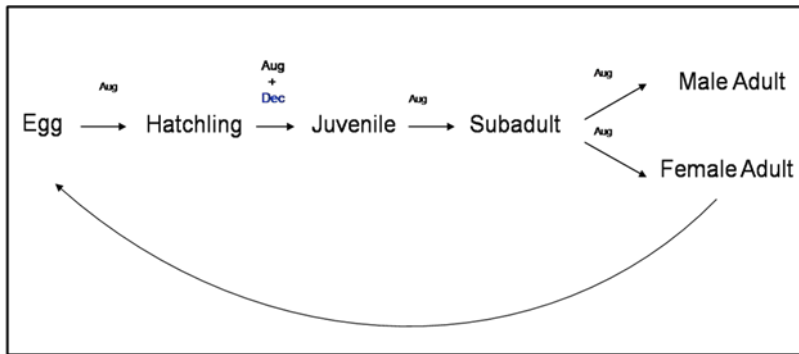 Aug
+
Dec
Aug
Aug
Aug
Male Adult
Egg
Hatchling
Juvenile
Subadult
Aug
Female Adult